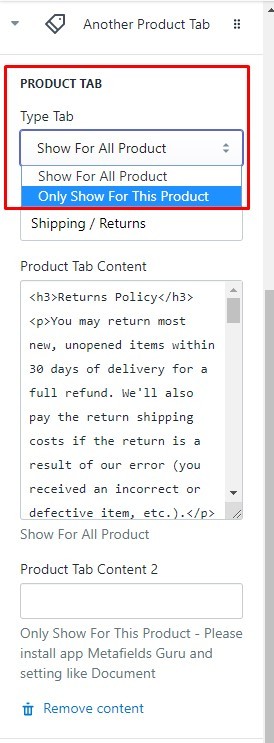 Another Product Tab
PRODUCT TAB
Type Tab
Show For All Product
Show For All Product
Only Show For This Product
Shipping / Returns
Product Tab Content
<h3>Returns Policy</h3>
<p>You may return most
new, unopened items within
30 days of delivery for a
full refund. We'll also
pay the return shipping
costs if the return is a
result of our error (you
received an incorrect or
defective item, etc.).</p>
Show For All Product
Product Tab Content 2
Only Show For This Product - Please
install app Metafields Guru and
setting like Document
Remove content